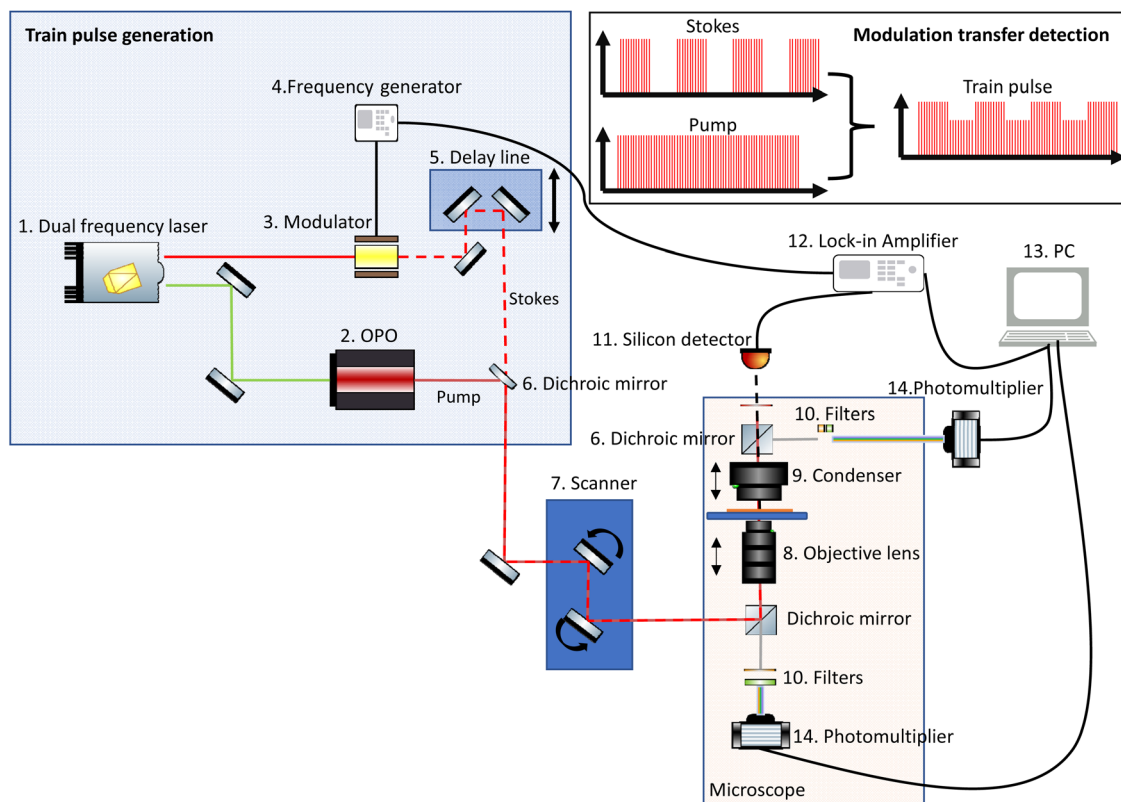 Train pulse generation
Stokes
Modulation transfer detection
Train pulse
Pump
4.Frequency generator
5. Delay line
3. Modulator
1. Dual frequency laser
Stokes
2. OPO
Pump
6. Dichroic mirror
12. Lock-in Amplifier
13. PC
11. Silicon detector
14.Photomultiplier
10. Filters
6. Dichroic mirror
9. Condenser
7. Scanner
8. Objective lens
Dichroic mirror
10. Filters
14. Photomultiplier
Microscope